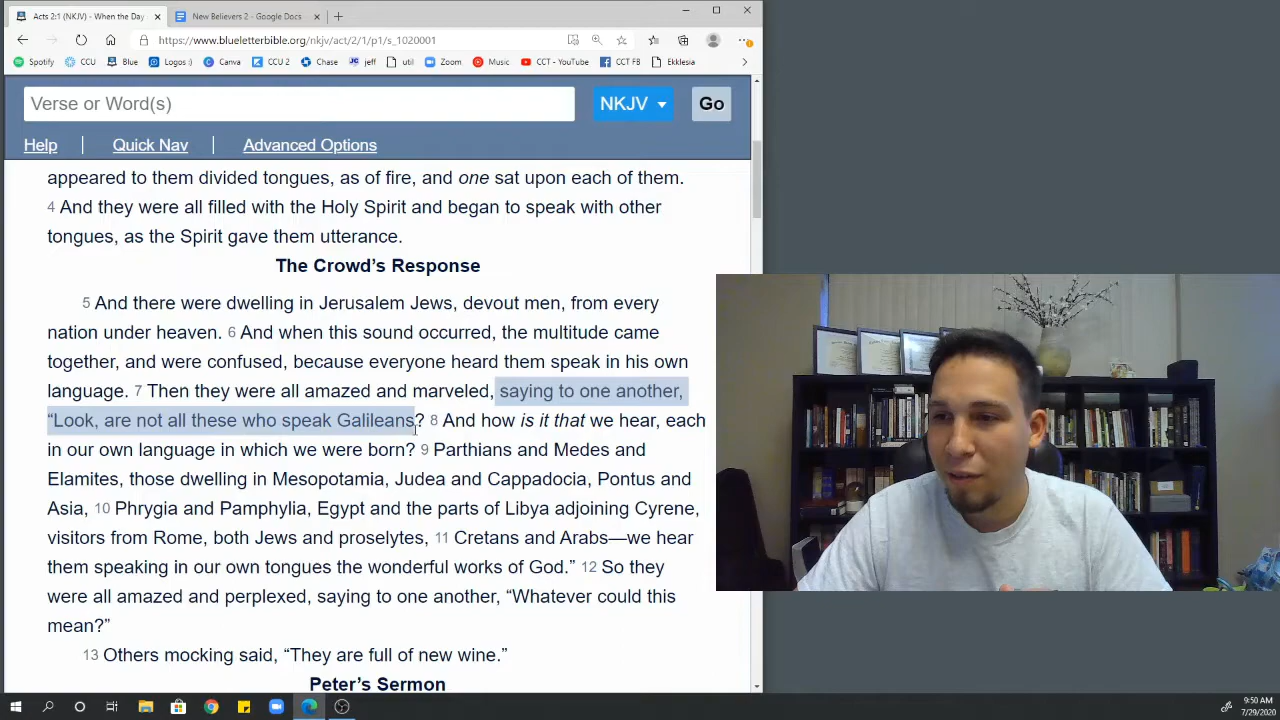 Acts 2:1 (NKJV) - When the Day
New Believers 2 - Google Docs
https://www.blueletterbible.org/nkjv/act/2/1/p1/s_1020001
Spotify CCU Blue Logos :) Canva CCU 2 Chase jeff util Zoom Music CCT - YouTube CCT FB Ekklesia
Verse or Word(s) NKJV Go
Help | Quick Nav | Advanced Options
appeared to them divided tongues, as of fire, and one sat upon each of them.
4 And they were all filled with the Holy Spirit and began to speak with other
tongues, as the Spirit gave them utterance.
The Crowd’s Response
5 And there were dwelling in Jerusalem Jews, devout men, from every
nation under heaven. 6 And when this sound occurred, the multitude came
together, and were confused, because everyone heard them speak in his own
language. 7 Then they were all amazed and marveled, saying to one another,
“Look, are not all these who speak Galileans? 8 And how is it that we hear, each
in our own language in which we were born? 9 Parthians and Medes and
Elamites, those dwelling in Mesopotamia, Judea and Cappadocia, Pontus and
Asia, 10 Phrygia and Pamphylia, Egypt and the parts of Libya adjoining Cyrene,
visitors from Rome, both Jews and proselytes, 11 Cretans and Arabs—we hear
them speaking in our own tongues the wonderful works of God.” 12 So they
were all amazed and perplexed, saying to one another, “Whatever could this
mean?”
13 Others mocking said, “They are full of new wine.”
Peter’s Sermon
9:50 AM
7/29/2020